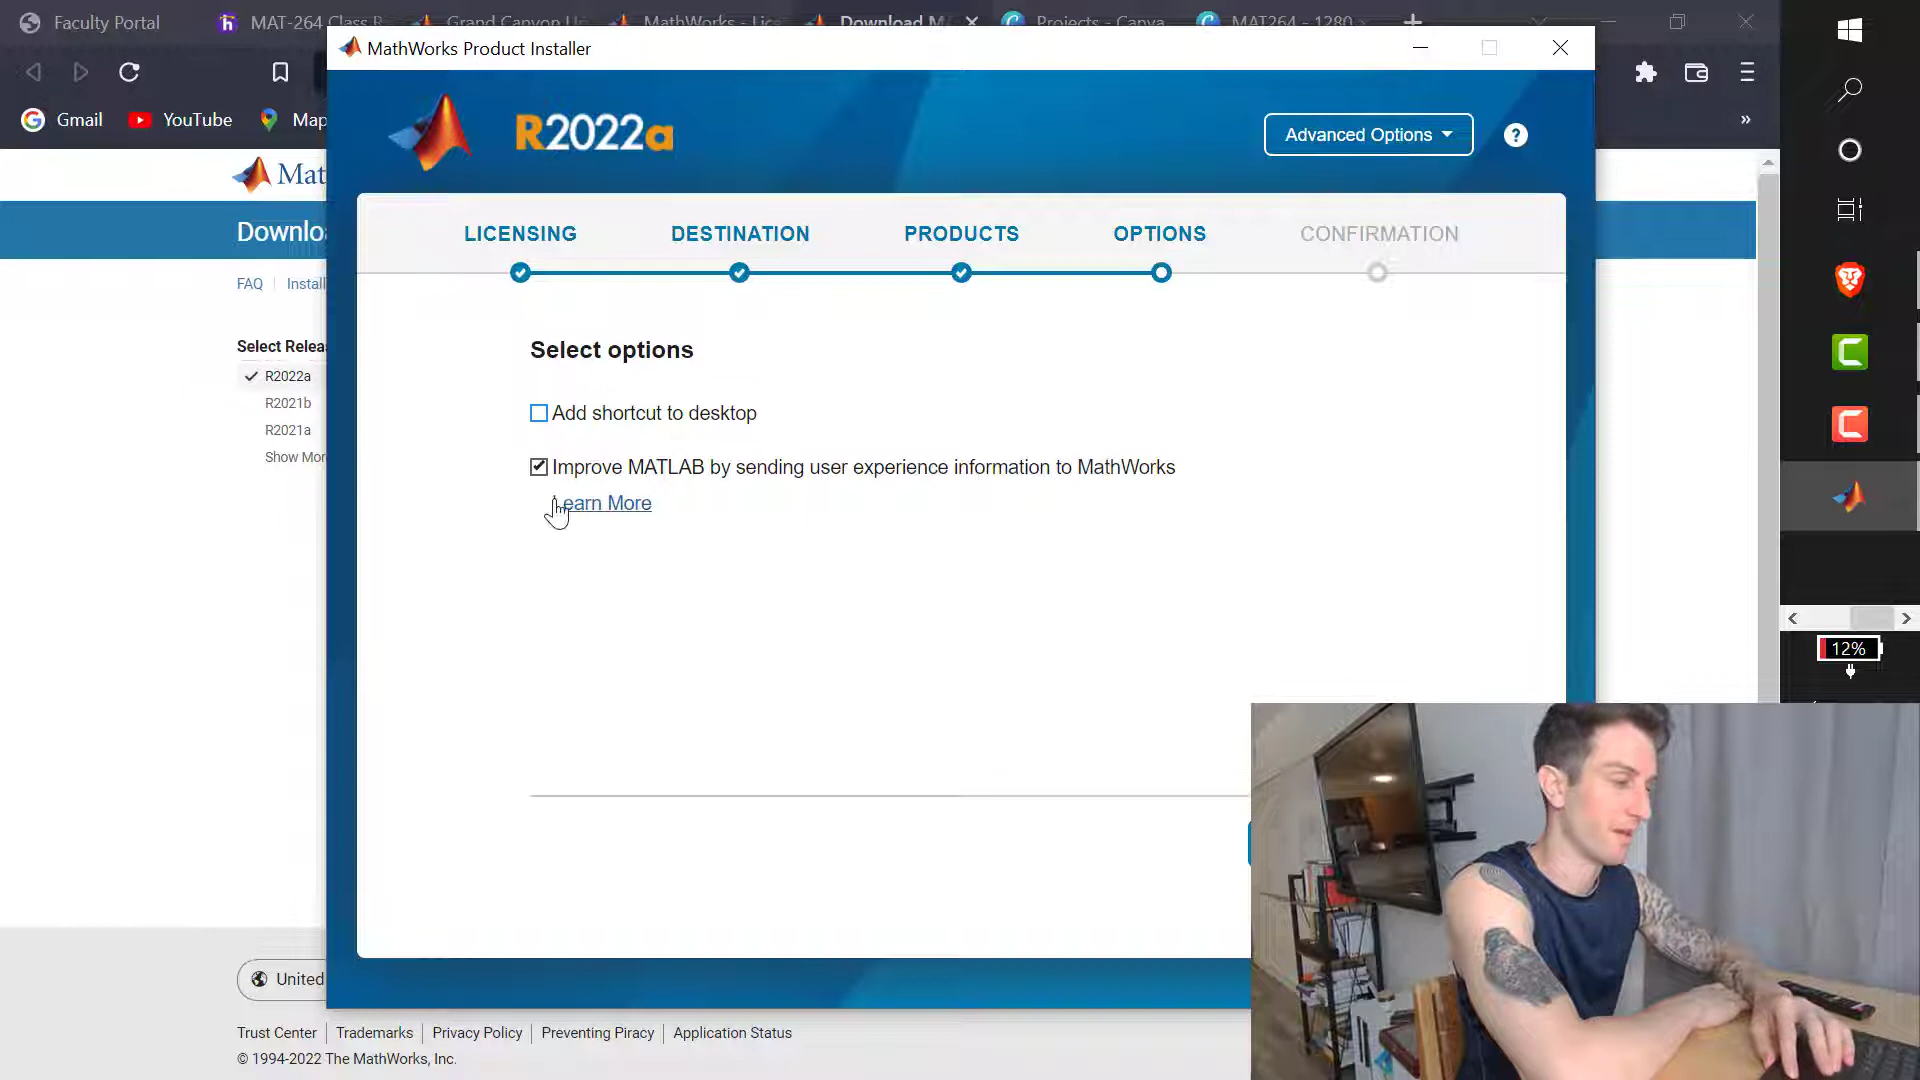 Faculty Portal
MAT-264 Class R
Grand Canyon Un
MathWorks - Lice
Download M
Projects - Canva
MAT264 - 1280
MathWorks Product Installer
Gmail
YouTube
Map
R2022a
Advanced Options
?
Mat
LICENSING
DESTINATION
PRODUCTS
OPTIONS
CONFIRMATION
Downlo
FAQ
Install
Select options
Select Relea
R2022a
R2021b
R2021a
Show Mor
Add shortcut to desktop
Improve MATLAB by sending user experience information to MathWorks
Learn More
12%
United
Trust Center
Trademarks
Privacy Policy
Preventing Piracy
Application Status
© 1994-2022 The MathWorks, Inc.